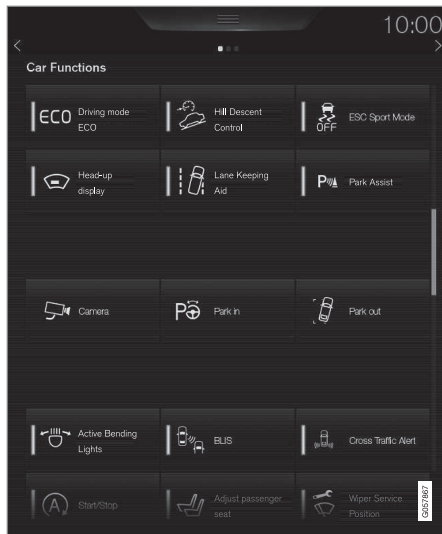 10:00
Car Functions
ECO Driving mode
ECO
Hill Descent
Control
OFF ESC Sport Mode
Head-up
display
Lane Keeping
Aid
P Park Assist
Camera
P Park in
Park out
Active Bending
Lights
BLIS
Cross Traffic Alert
A Start/Stop
Adjust passenger
seat
Wiper Service
Position
G057867